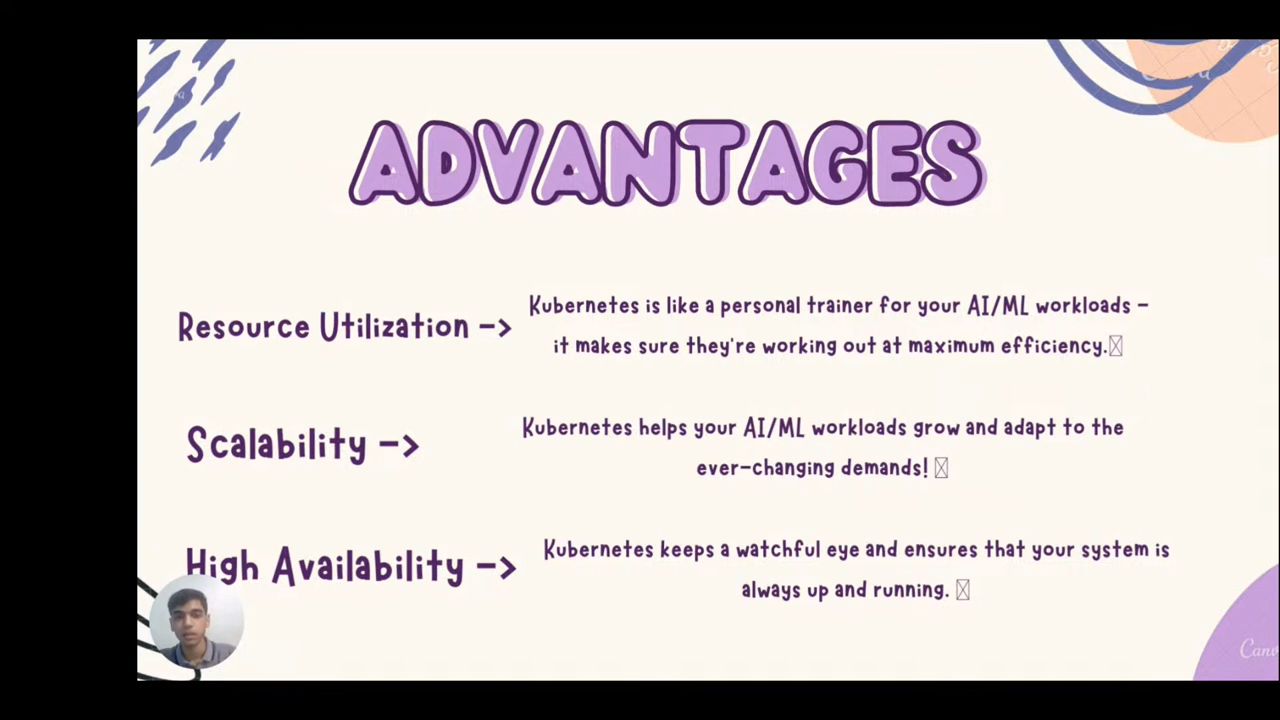 ADVANTAGES
Resource Utilization ->
Kubernetes is like a personal trainer for your AI/ML workloads -
it makes sure they're working out at maximum efficiency.
Scalability ->
Kubernetes helps your AI/ML workloads grow and adapt to the
ever-changing demands!
High Availability ->
Kubernetes keeps a watchful eye and ensures that your system is
always up and running.